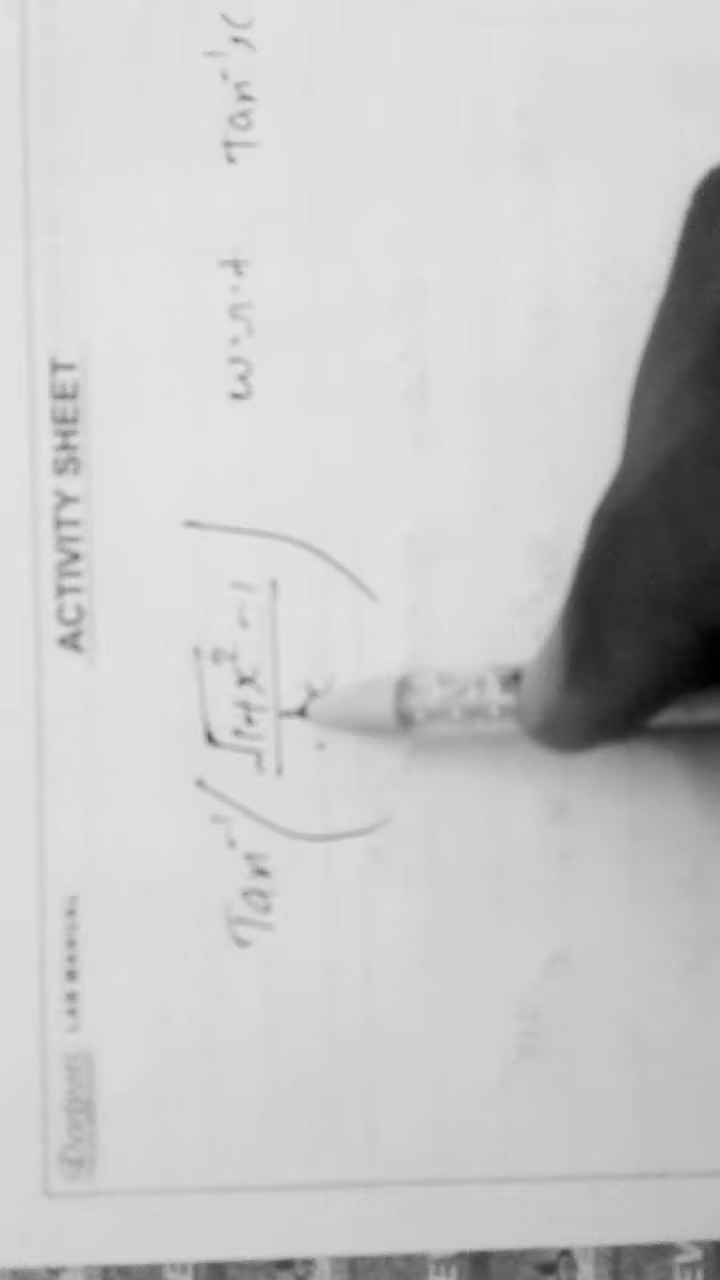 LAB MANUAL ACTIVITY SHEET
Tan⁻¹(√(1+x²) - 1 / x) w.r.t Tan⁻¹x